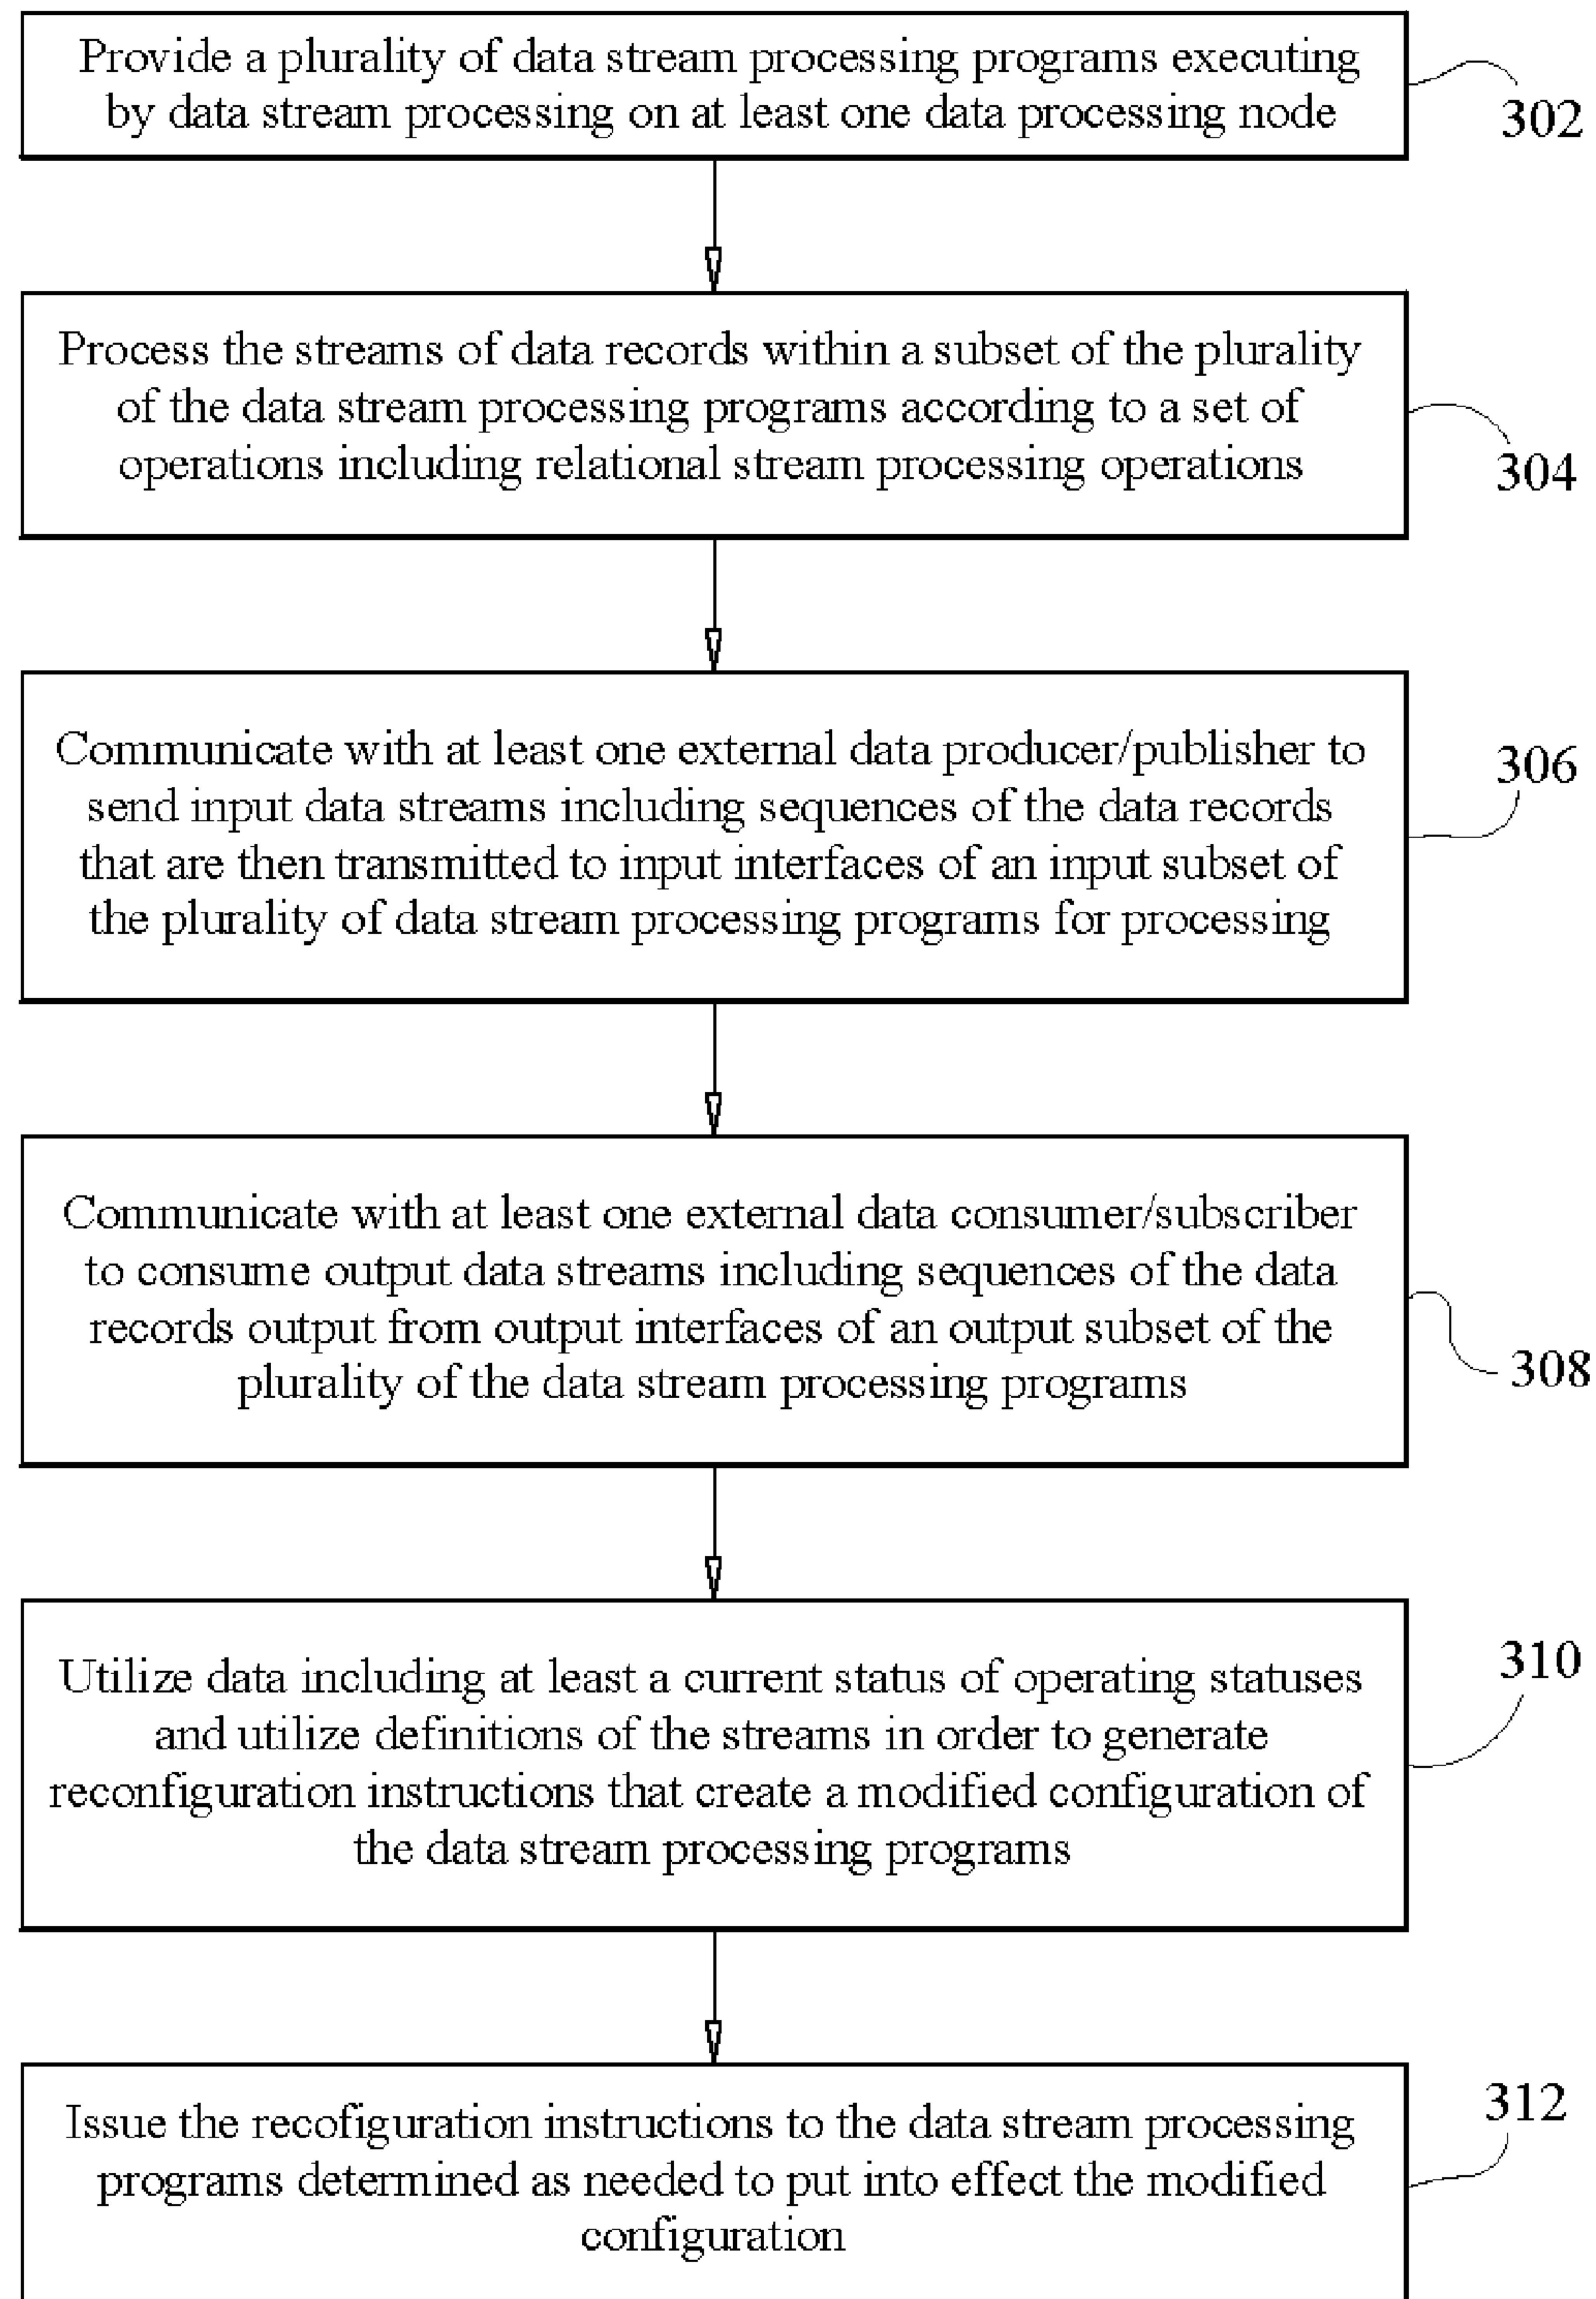 Provide a plurality of data stream processing programs executing
by data stream processing on at least one data processing node
302
Process the streams of data records within a subset of the plurality
of the data stream processing programs according to a set of
operations including relational stream processing operations
304
Communicate with at least one external data producer/publisher to
send input data streams including sequences of the data records
that are then transmitted to input interfaces of an input subset of
the plurality of data stream processing programs for processing
306
Communicate with at least one external data consumer/subscriber
to consume output data streams including sequences of the data
records output from output interfaces of an output subset of the
plurality of the data stream processing programs
308
Utilize data including at least a current status of operating statuses
and utilize definitions of the streams in order to generate
reconfiguration instructions that create a modified configuration of
the data stream processing programs
310
Issue the recofiguration instructions to the data stream processing
programs determined as needed to put into effect the modified
configuration
312